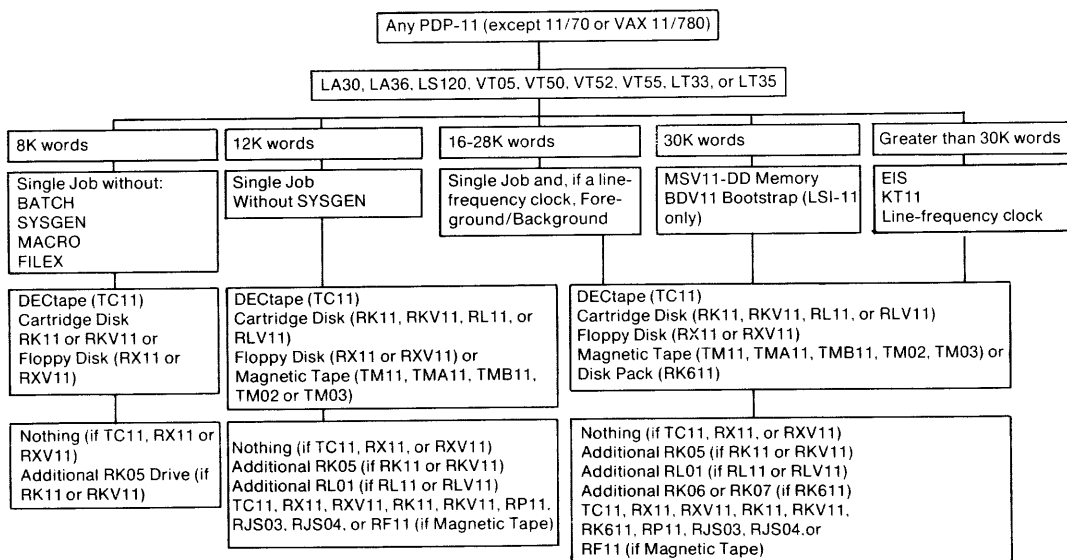 Any PDP-11 (except 11/70 or VAX 11/780)
LA30, LA36, LS120, VT05, VT50, VT52, VT55, LT33, or LT35
8K words
12K words
16-28K words
30K words
Greater than 30K words
Single Job without:
BATCH
SYSGEN
MACRO
FILEX
Single Job
Without SYSGEN
Single Job and, if a line-
frequency clock, Fore-
ground/Background
MSV11-DD Memory
BDV11 Bootstrap (LSI-11
only)
EIS
KT11
Line-frequency clock
DECtape (TC11)
Cartridge Disk
RK11 or RKV11 or
Floppy Disk (RX11 or
RXV11)
DECtape (TC11)
Cartridge Disk (RK11, RKV11, RL11, or
RLV11)
Floppy Disk (RX11 or RXV11) or
Magnetic Tape (TM11, TMA11, TMB11,
TM02 or TM03)
DECtape (TC11)
Cartridge Disk (RK11, RKV11, RL11, or RLV11)
Floppy Disk (RX11 or RXV11)
Magnetic Tape (TM11, TMA11, TMB11, TM02, TM03) or
Disk Pack (RK611)
Nothing (if TC11, RX11 or
RXV11)
Additional RK05 Drive (if
RK11 or RKV11)
Nothing (if TC11, RX11, or RXV11)
Additional RK05 (if RK11 or RKV11)
Additional RL01 (if RL11 or RLV11)
TC11, RX11, RXV11, RK11, RKV11, RP11,
RJS03, RJS04, or RF11 (if Magnetic Tape)
Nothing (if TC11, RX11, or RXV11)
Additional RK05 (if RK11 or RKV11)
Additional RL01 (if RL11 or RLV11)
Additional RK06 or RK07 (if RK611)
TC11, RX11, RXV11, RK11, RKV11,
RK611, RP11, RJS03, RJS04,or
RF11 (if Magnetic Tape)